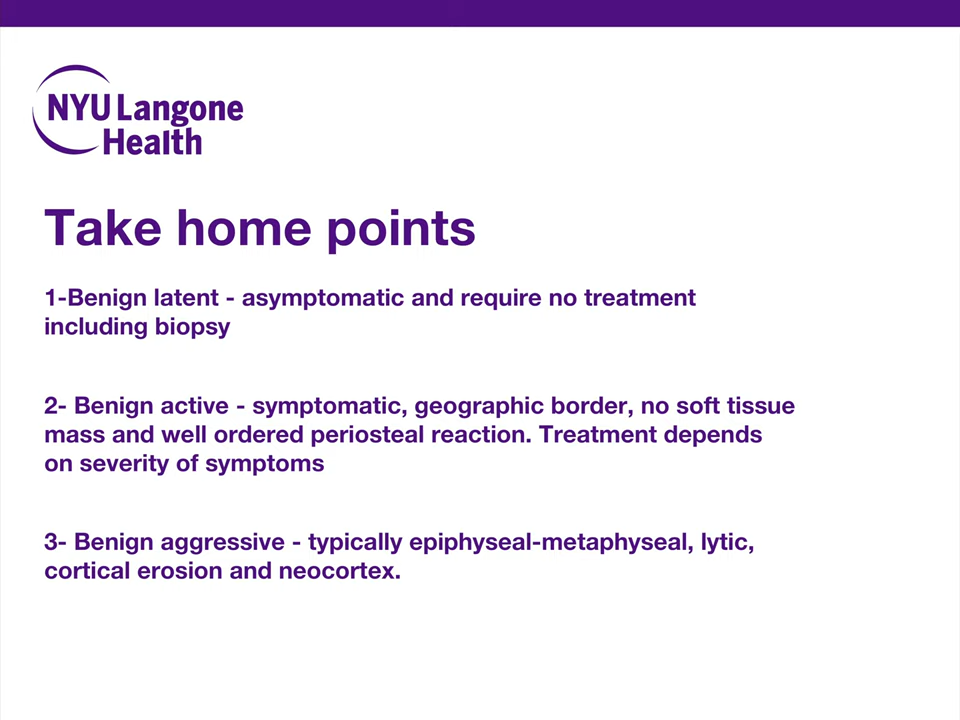 NYU Langone
Health
Take home points
1-Benign latent - asymptomatic and require no treatment
including biopsy
2- Benign active - symptomatic, geographic border, no soft tissue
mass and well ordered periosteal reaction. Treatment depends
on severity of symptoms
3- Benign aggressive - typically epiphyseal-metaphyseal, lytic,
cortical erosion and neocortex.